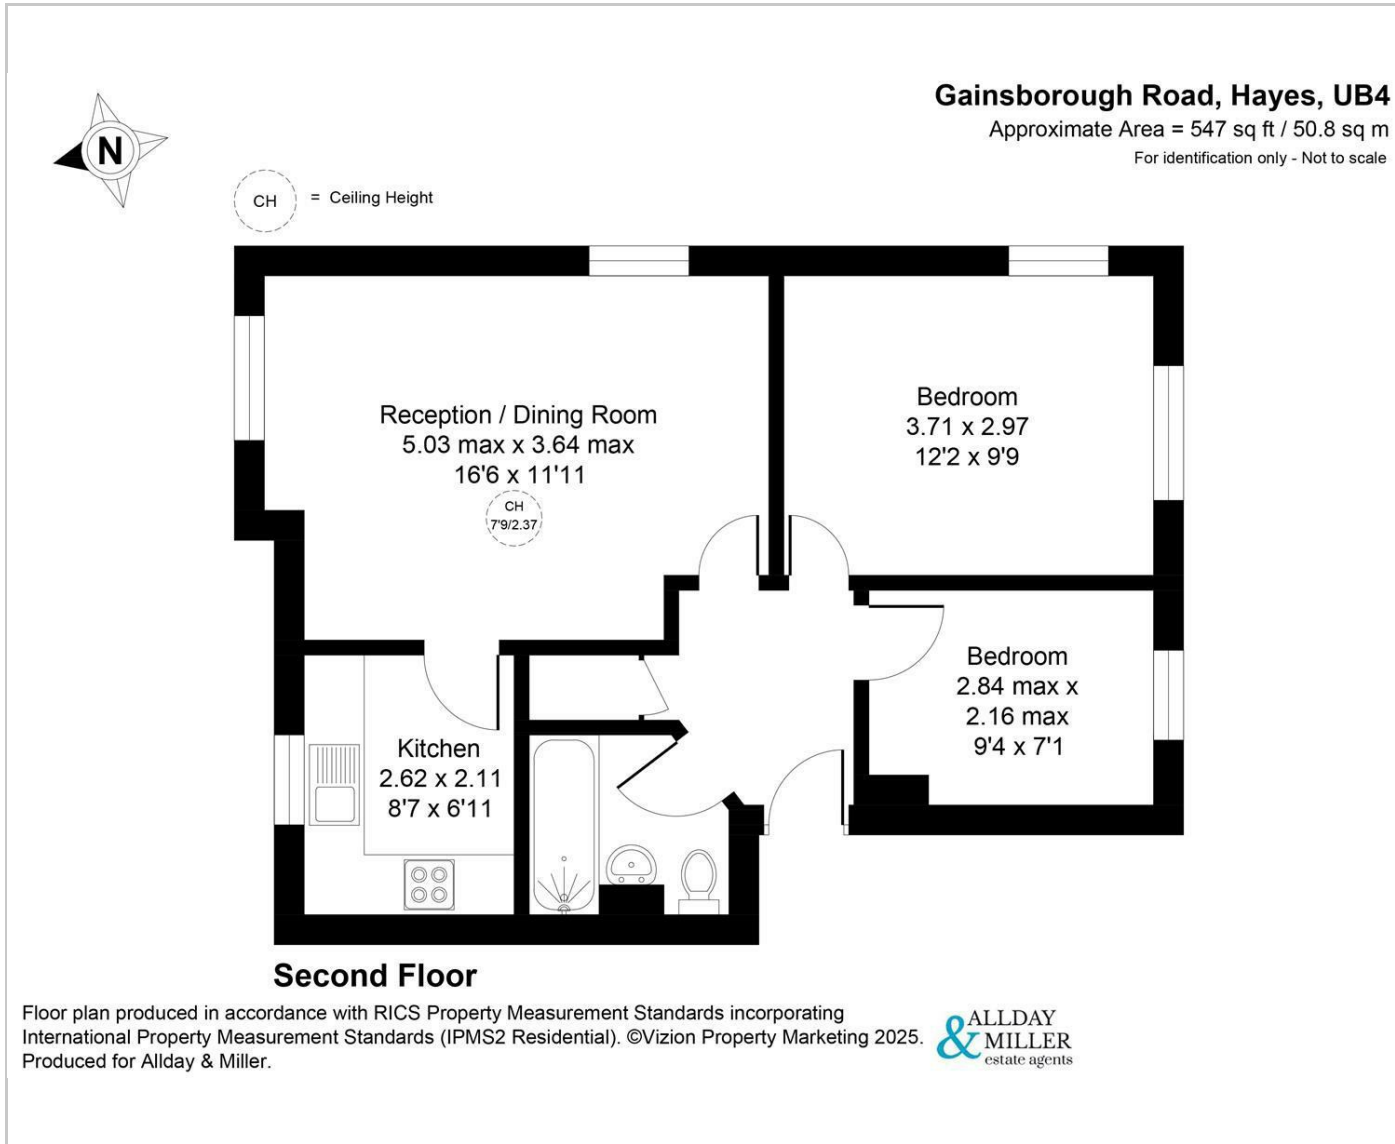 Gainsborough Road, Hayes, UB4
Approximate Area = 547 sq ft / 50.8 sq m
For identification only - Not to scale
N
CH = Ceiling Height
Reception / Dining Room
5.03 max x 3.64 max
16'6 x 11'11
CH
7'9/2.37
Bedroom
3.71 x 2.97
12'2 x 9'9
Bedroom
2.84 max x
2.16 max
9'4 x 7'1
Kitchen
2.62 x 2.11
8'7 x 6'11
Second Floor
Floor plan produced in accordance with RICS Property Measurement Standards incorporating
International Property Measurement Standards (IPMS2 Residential). ©Vizion Property Marketing 2025.
Produced for Allday & Miller.
ALLDAY
& MILLER
estate agents